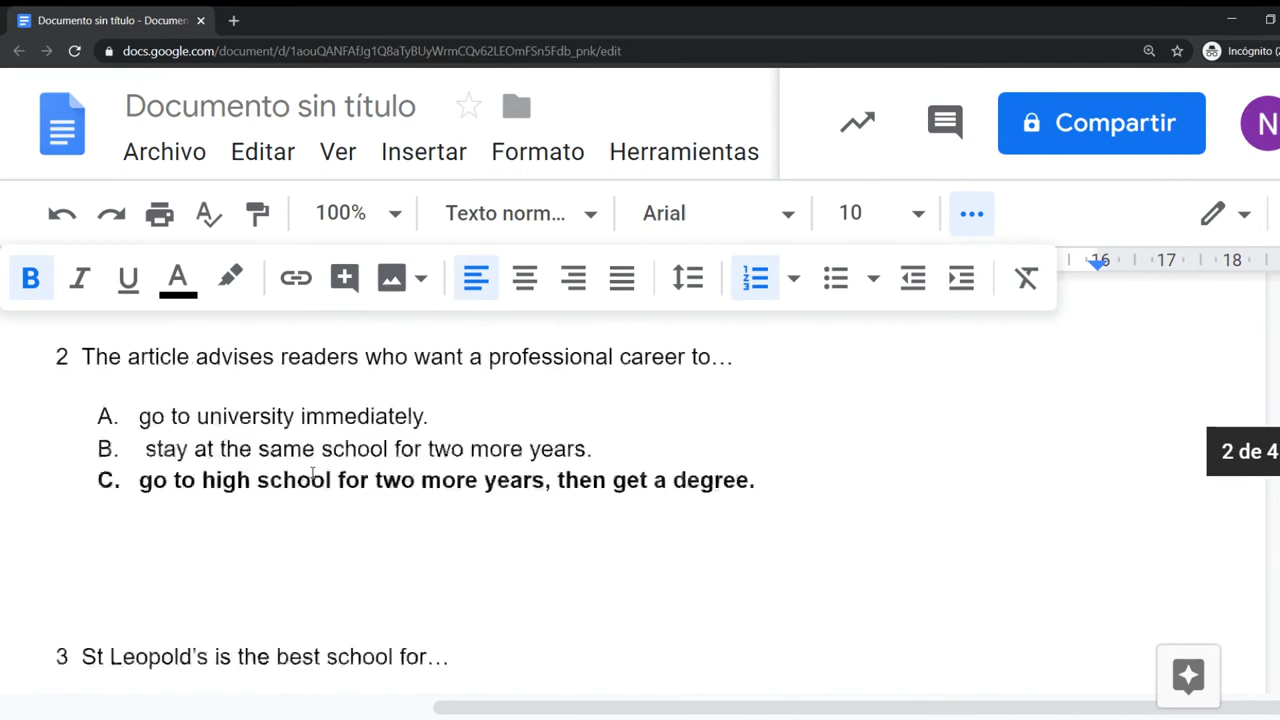 Documento sin título - Documen
docs.google.com/document/d/1aouQANFAfJg1Q8aTyBUyWrmCQv62LEOmFSn5Fdb_pnk/edit
Incógnito (2
Documento sin título
Archivo Editar Ver Insertar Formato Herramientas
Compartir
N
100% Texto norm... Arial 10
B I U A
16 17 18
2 The article advises readers who want a professional career to…
A. go to university immediately.
B. stay at the same school for two more years.
C. go to high school for two more years, then get a degree.
2 de 4
3 St Leopold’s is the best school for…